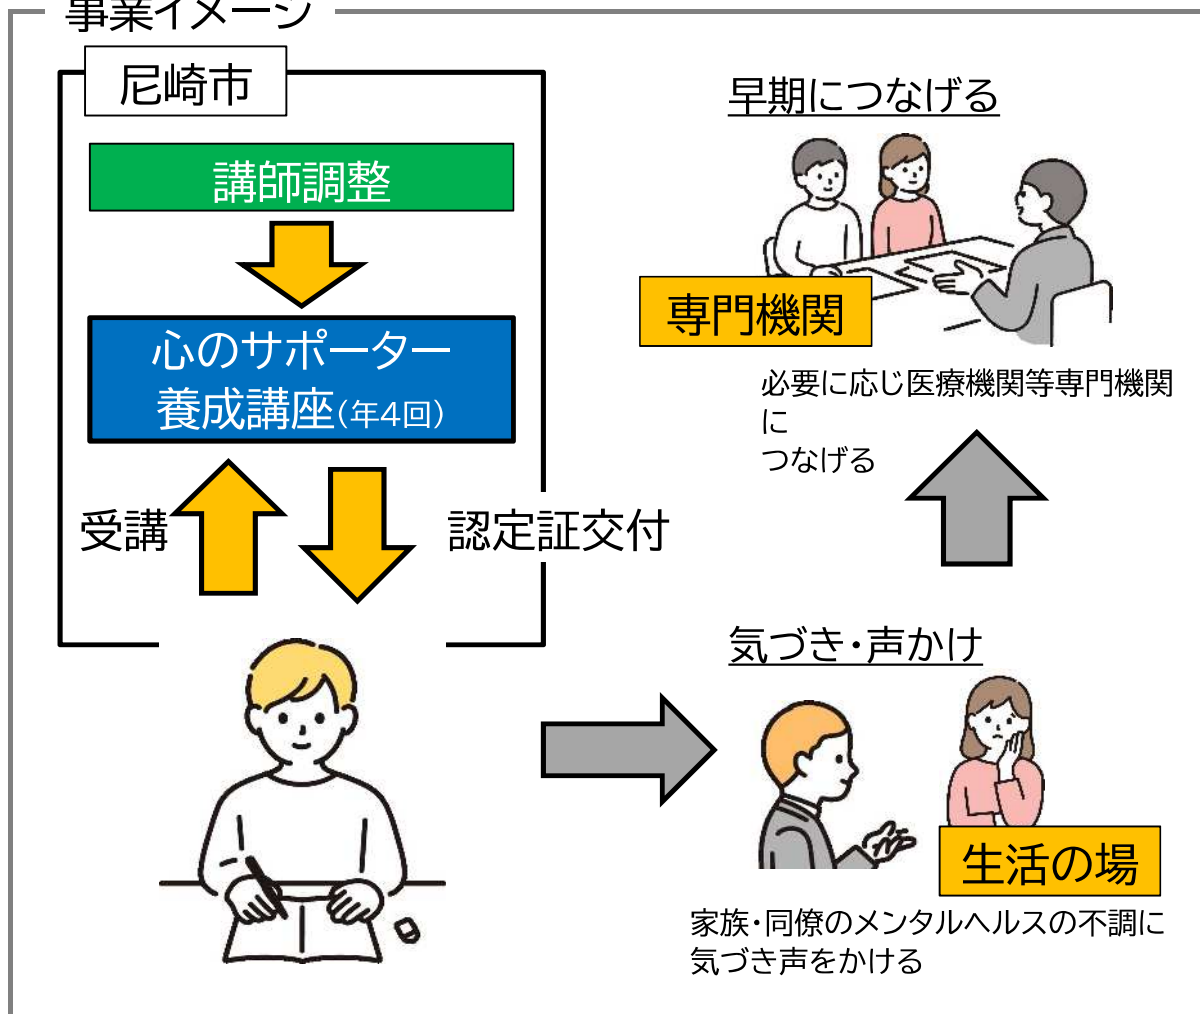 事業イメージ
尼崎市
講師調整
心のサポーター
養成講座(年4回)
受講
認定証交付
早期につなげる
専門機関
必要に応じ医療機関等専門機関
に
つなげる
気づき・声かけ
生活の場
家族・同僚のメンタルヘルスの不調に
気づき声をかける